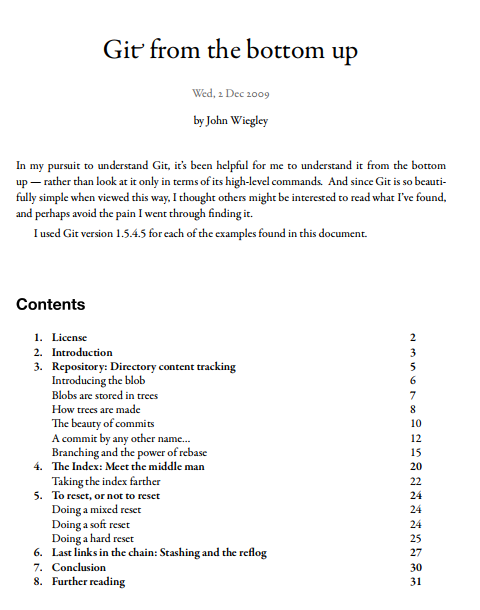 Git from the bottom up
Wed, 2 Dec 2009
by John Wiegley
In my pursuit to understand Git, it's been helpful for me to understand it from the bottom
up — rather than look at it only in terms of its high-level commands. And since Git is so beauti-
fully simple when viewed this way, I thought others might be interested to read what I've found,
and perhaps avoid the pain I went through finding it.
I used Git version 1.5.4.5 for each of the examples found in this document.
Contents
1. License 2
2. Introduction 3
3. Repository: Directory content tracking 5
Introducing the blob 6
Blobs are stored in trees 7
How trees are made 8
The beauty of commits 10
A commit by any other name... 12
Branching and the power of rebase 15
4. The Index: Meet the middle man 20
Taking the index farther 22
5. To reset, or not to reset 24
Doing a mixed reset 24
Doing a soft reset 24
Doing a hard reset 25
6. Last links in the chain: Stashing and the reflog 27
7. Conclusion 30
8. Further reading 31